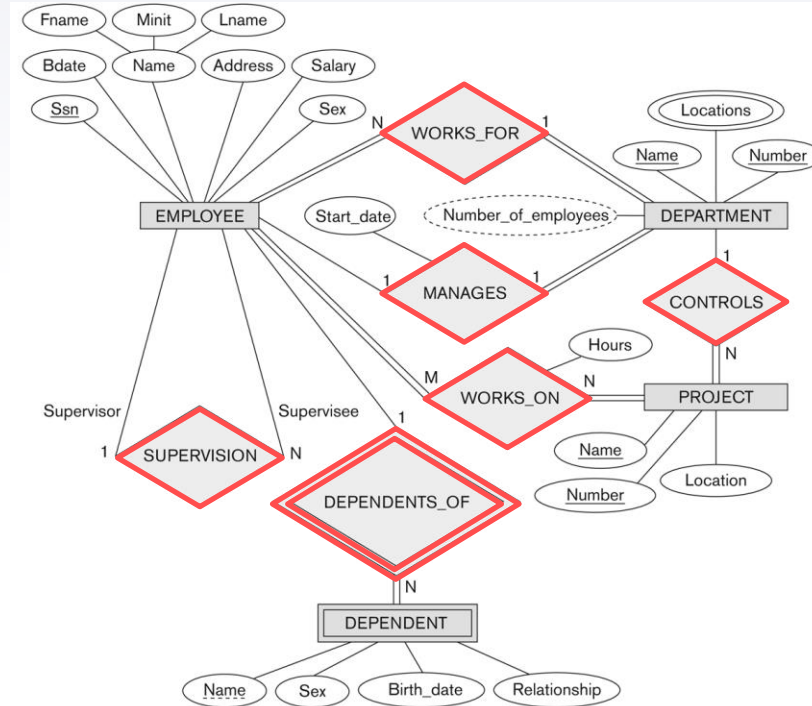 Fname
Minit
Lname
Bdate
Name
Address
Salary
Ssn
Sex
N
WORKS_FOR
1
Locations
Name
Number
EMPLOYEE
Start_date
Number_of_employees
DEPARTMENT
1
MANAGES
1
1
CONTROLS
N
Hours
M
WORKS_ON
N
PROJECT
Supervisor
Supervisee
1
SUPERVISION
N
1
Name
Number
Location
DEPENDENTS_OF
N
DEPENDENT
Name
Sex
Birth_date
Relationship